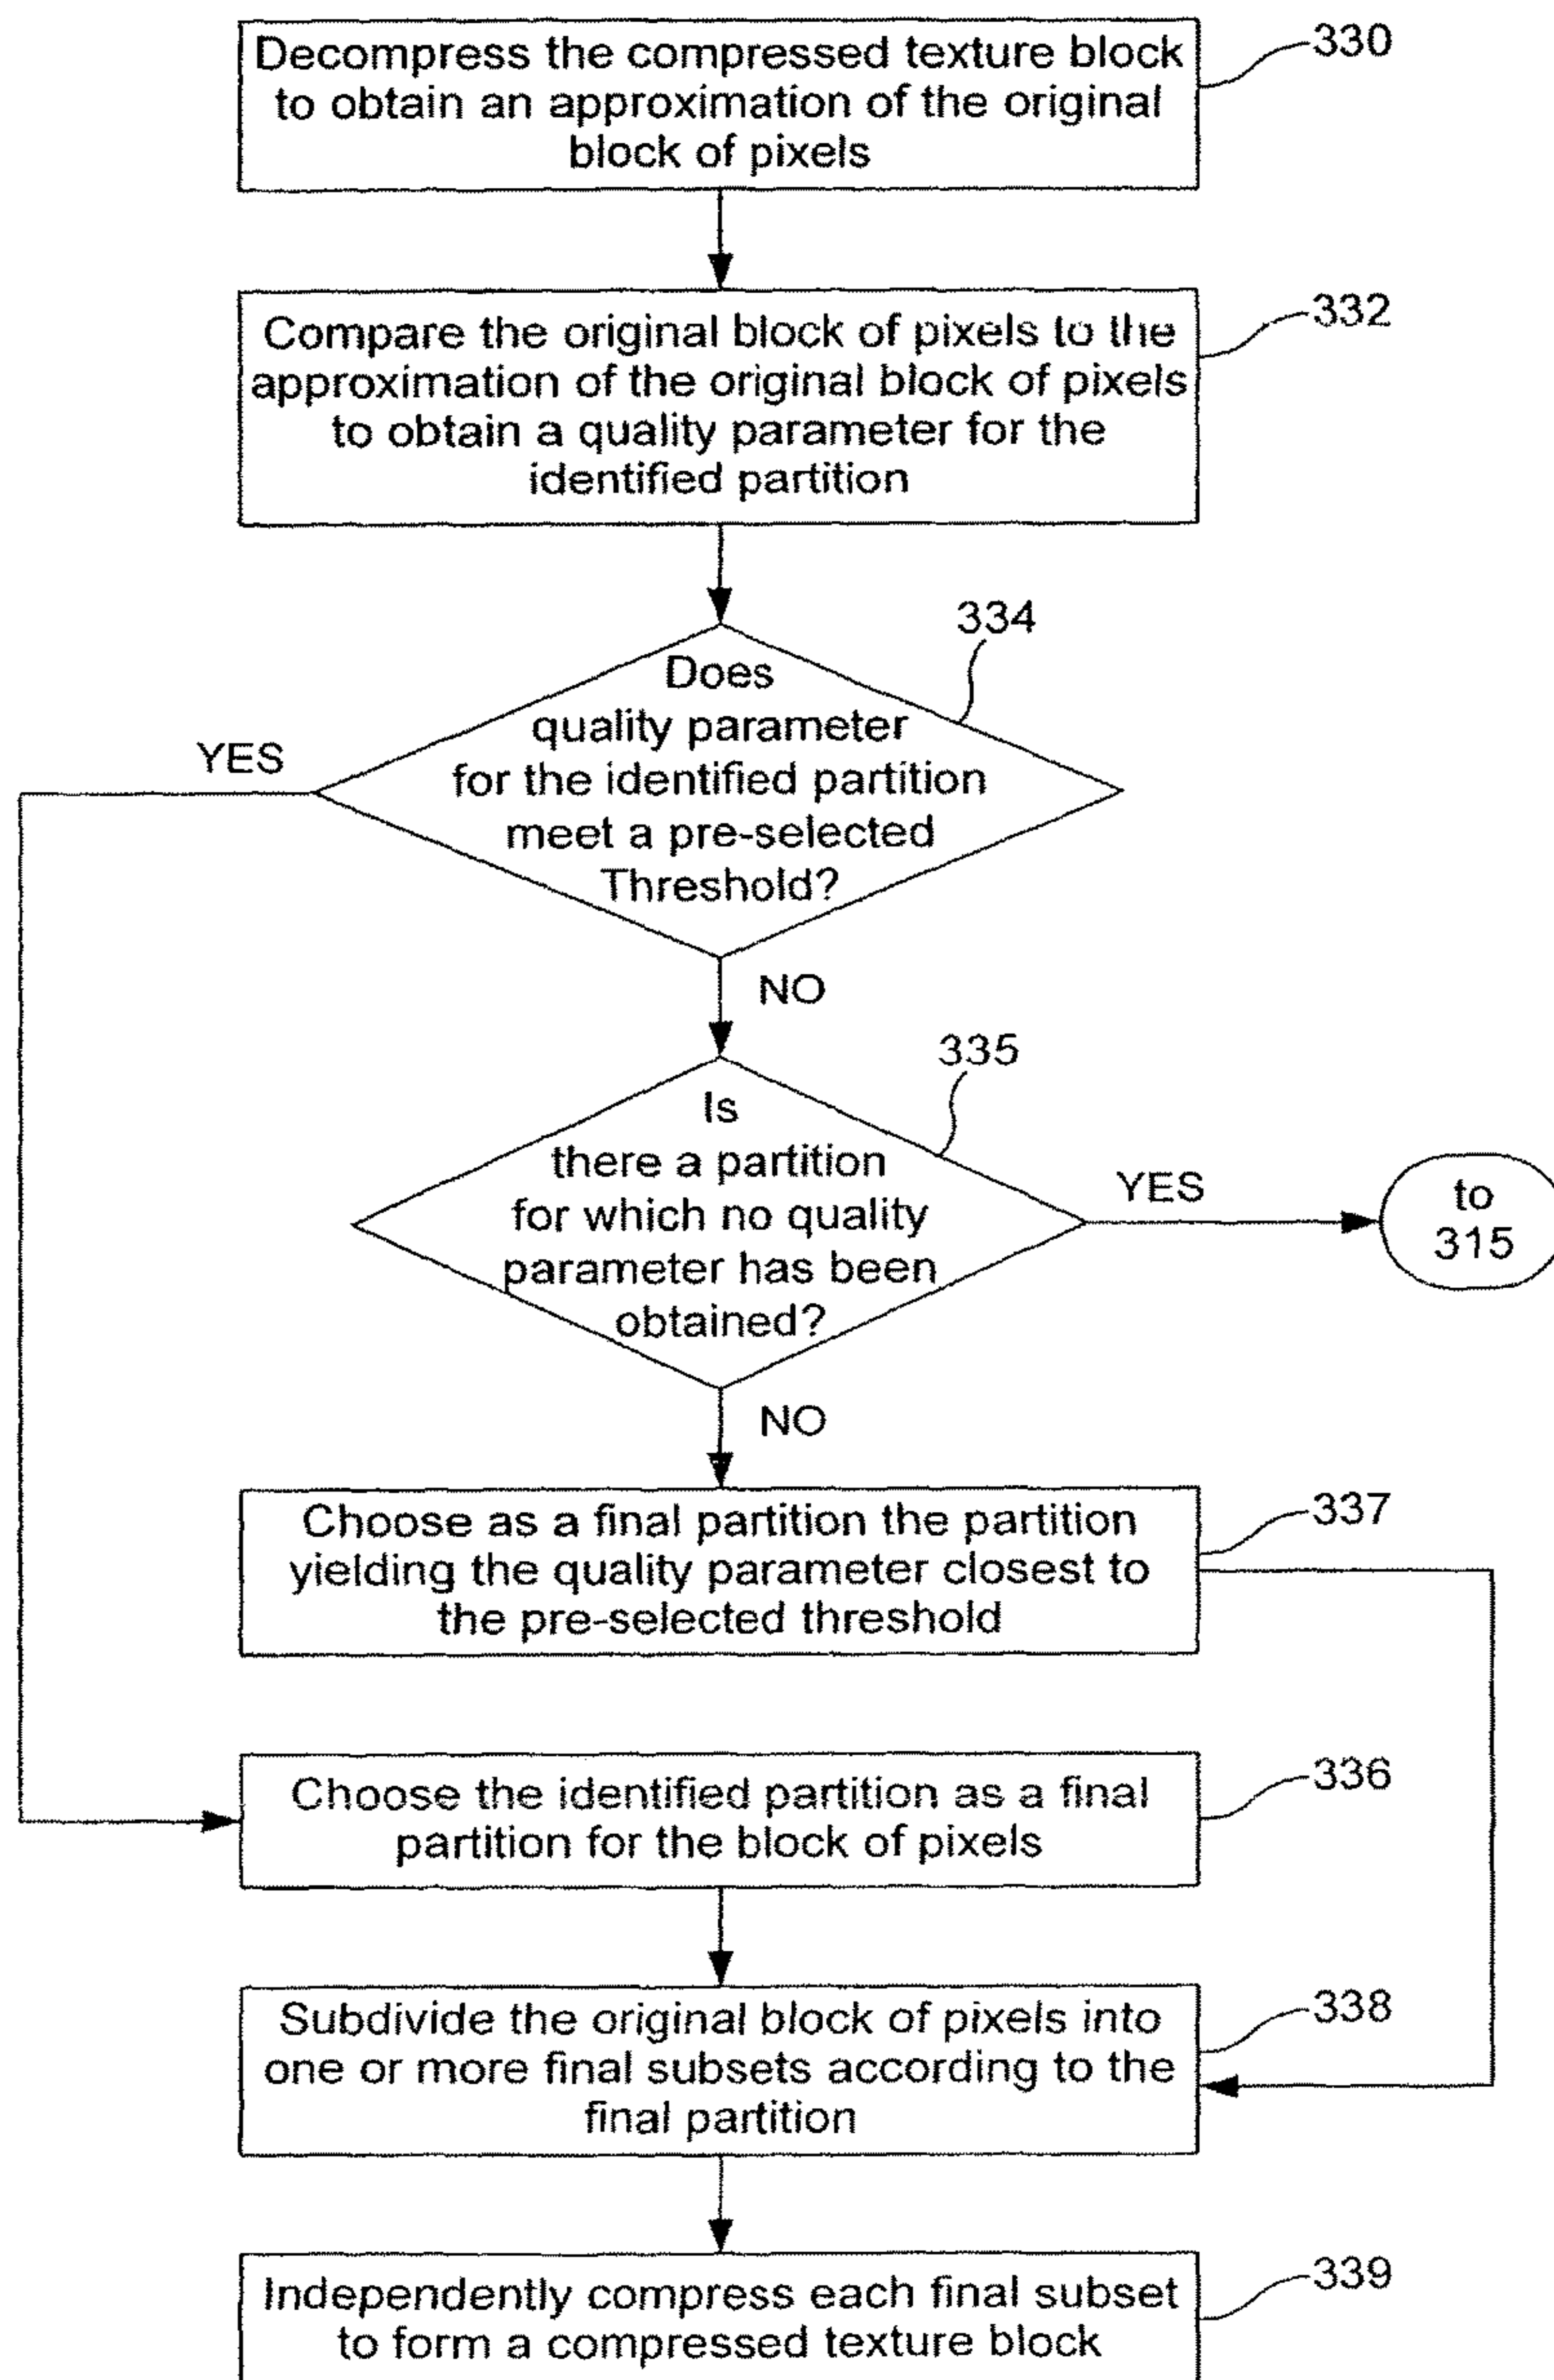 Decompress the compressed texture block
to obtain an approximation of the original
block of pixels
330
Compare the original block of pixels to the
approximation of the original block of pixels
to obtain a quality parameter for the
identified partition
332
334
Does
quality parameter
for the identified partition
meet a pre-selected
Threshold?
YES
NO
335
Is
there a partition
for which no quality
parameter has been
obtained?
YES
to
315
NO
Choose as a final partition the partition
yielding the quality parameter closest to
the pre-selected threshold
337
Choose the identified partition as a final
partition for the block of pixels
336
Subdivide the original block of pixels into
one or more final subsets according to the
final partition
338
Independently compress each final subset
to form a compressed texture block
339